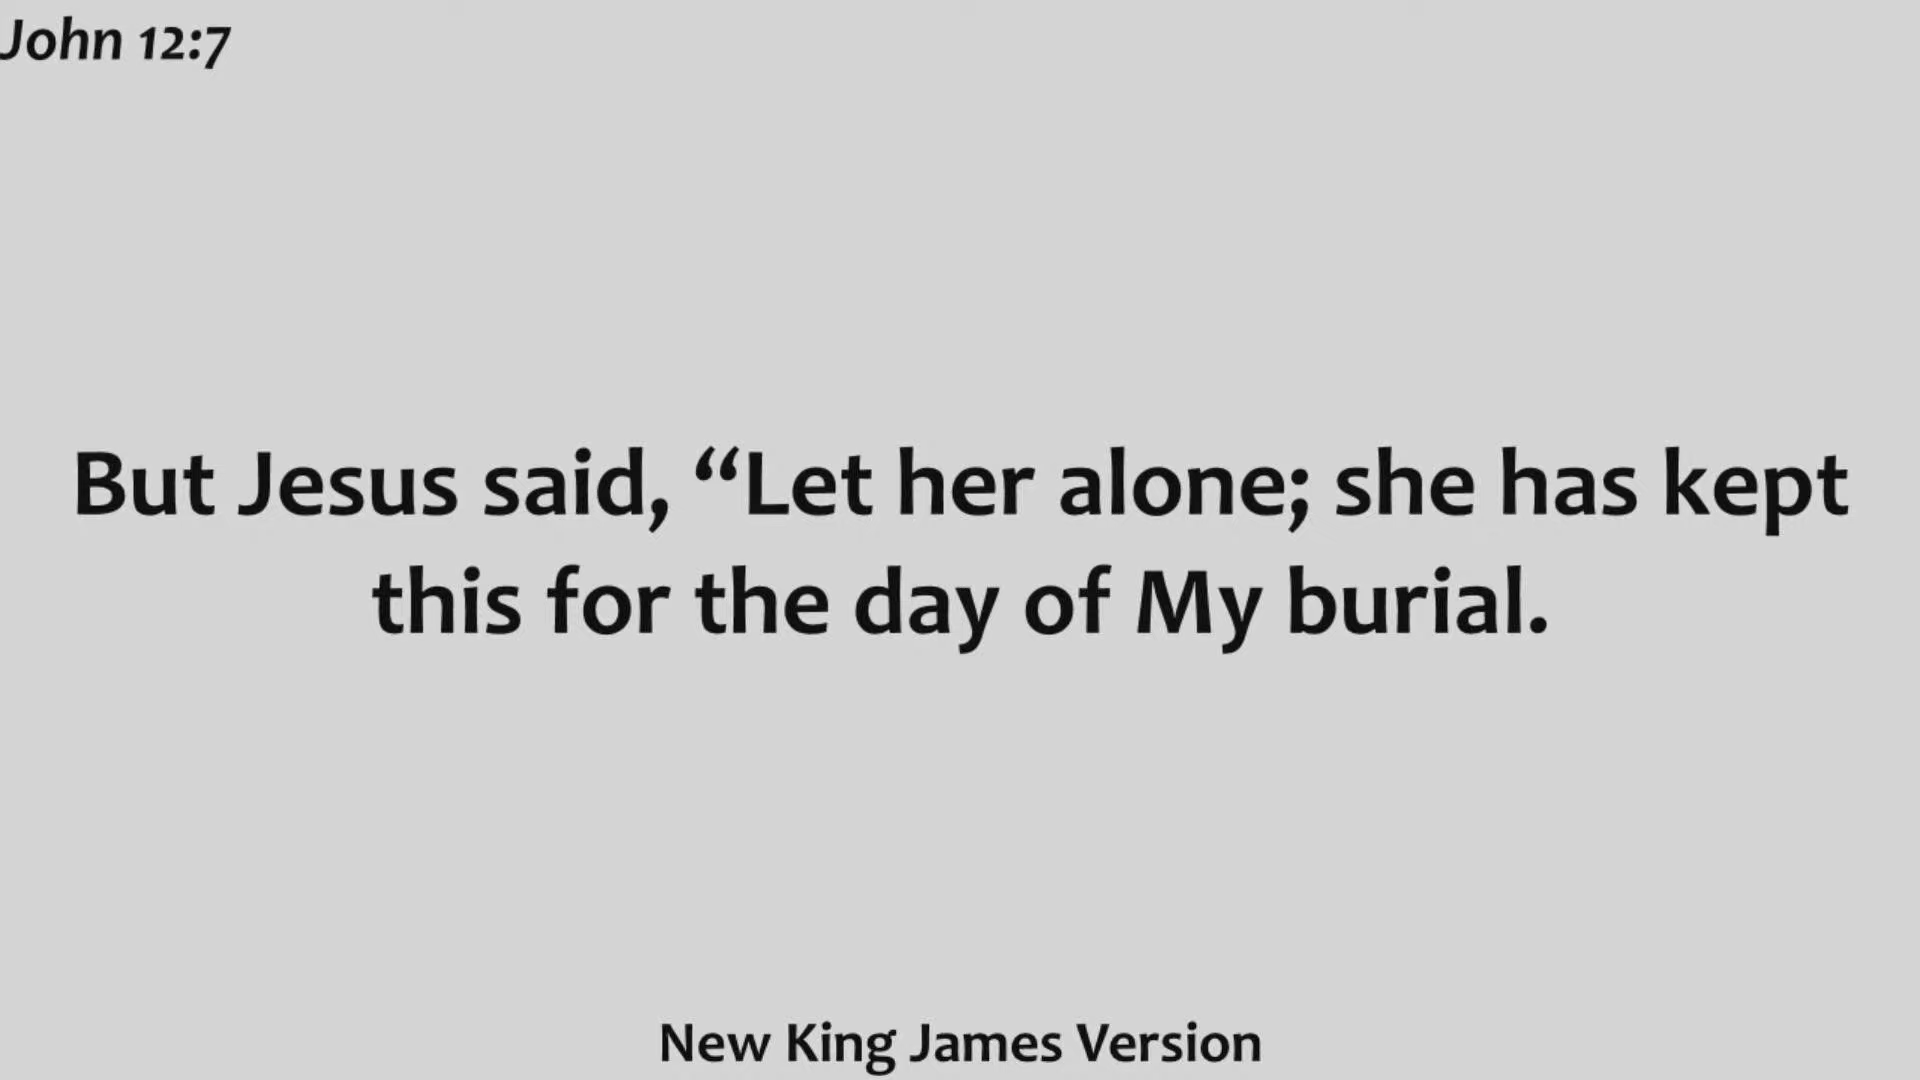 John 12:7
But Jesus said, “Let her alone; she has kept
this for the day of My burial.
New King James Version